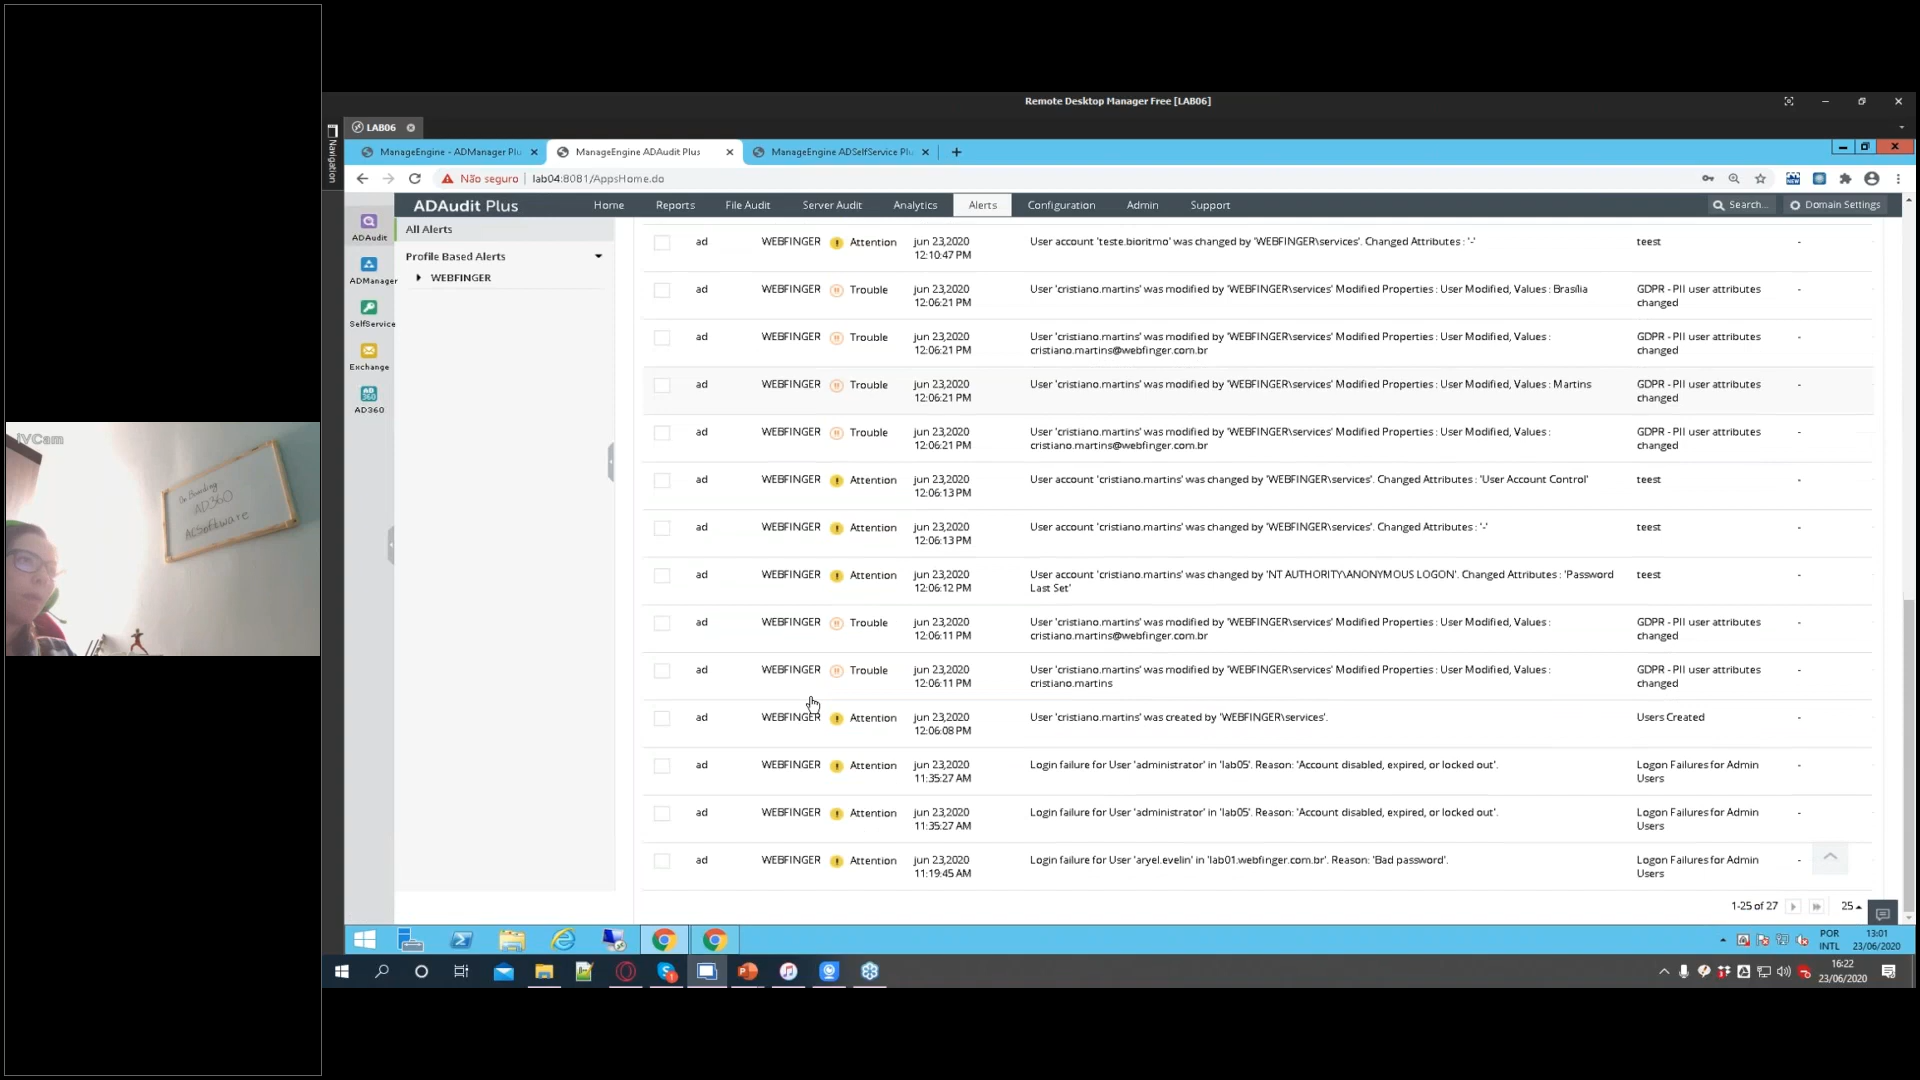 Remote Desktop Manager Free [LAB06]
LAB06
Navigation
ManageEngine - ADManager Plu
ManageEngine ADAudit Plus
ManageEngine ADSelfService Plu
Não seguro
lab04:8081/AppsHome.do
ADAudit Plus
Home
Reports
File Audit
Server Audit
Analytics
Alerts
Configuration
Admin
Support
Search...
Domain Settings
ADAudit
ADManager
SelfService
Exchange
AD360
All Alerts
Profile Based Alerts
WEBFINGER
ad WEBFINGER Attention jun 23,2020 12:10:47 PM User account 'teste.bioritmo' was changed by 'WEBFINGER\services'. Changed Attributes : '-' teest -
ad WEBFINGER Trouble jun 23,2020 12:06:21 PM User 'cristiano.martins' was modified by 'WEBFINGER\services' Modified Properties : User Modified, Values : Brasília GDPR - PII user attributes changed -
ad WEBFINGER Trouble jun 23,2020 12:06:21 PM User 'cristiano.martins' was modified by 'WEBFINGER\services' Modified Properties : User Modified, Values : cristiano.martins@webfinger.com.br GDPR - PII user attributes changed -
ad WEBFINGER Trouble jun 23,2020 12:06:21 PM User 'cristiano.martins' was modified by 'WEBFINGER\services' Modified Properties : User Modified, Values : Martins GDPR - PII user attributes changed -
ad WEBFINGER Trouble jun 23,2020 12:06:21 PM User 'cristiano.martins' was modified by 'WEBFINGER\services' Modified Properties : User Modified, Values : cristiano.martins@webfinger.com.br GDPR - PII user attributes changed -
ad WEBFINGER Attention jun 23,2020 12:06:13 PM User account 'cristiano.martins' was changed by 'WEBFINGER\services'. Changed Attributes : 'User Account Control' teest -
ad WEBFINGER Attention jun 23,2020 12:06:13 PM User account 'cristiano.martins' was changed by 'WEBFINGER\services'. Changed Attributes : '-' teest -
ad WEBFINGER Attention jun 23,2020 12:06:12 PM User account 'cristiano.martins' was changed by 'NT AUTHORITY\ANONYMOUS LOGON'. Changed Attributes : 'Password Last Set' teest -
ad WEBFINGER Trouble jun 23,2020 12:06:11 PM User 'cristiano.martins' was modified by 'WEBFINGER\services' Modified Properties : User Modified, Values : cristiano.martins@webfinger.com.br GDPR - PII user attributes changed -
ad WEBFINGER Trouble jun 23,2020 12:06:11 PM User 'cristiano.martins' was modified by 'WEBFINGER\services' Modified Properties : User Modified, Values : cristiano.martins GDPR - PII user attributes changed -
ad WEBFINGER Attention jun 23,2020 12:06:08 PM User 'cristiano.martins' was created by 'WEBFINGER\services'. Users Created -
ad WEBFINGER Attention jun 23,2020 11:35:27 AM Login failure for User 'administrator' in 'lab05'. Reason: 'Account disabled, expired, or locked out'. Logon Failures for Admin Users -
ad WEBFINGER Attention jun 23,2020 11:35:27 AM Login failure for User 'administrator' in 'lab05'. Reason: 'Account disabled, expired, or locked out'. Logon Failures for Admin Users -
ad WEBFINGER Attention jun 23,2020 11:19:45 AM Login failure for User 'aryel.evelin' in 'lab01.webfinger.com.br'. Reason: 'Bad password'. Logon Failures for Admin Users -
1-25 of 27
25
POR
INTL
13:01
23/06/2020
16:22
23/06/2020
iVCam
On Boarding
AD360
ACSoftware